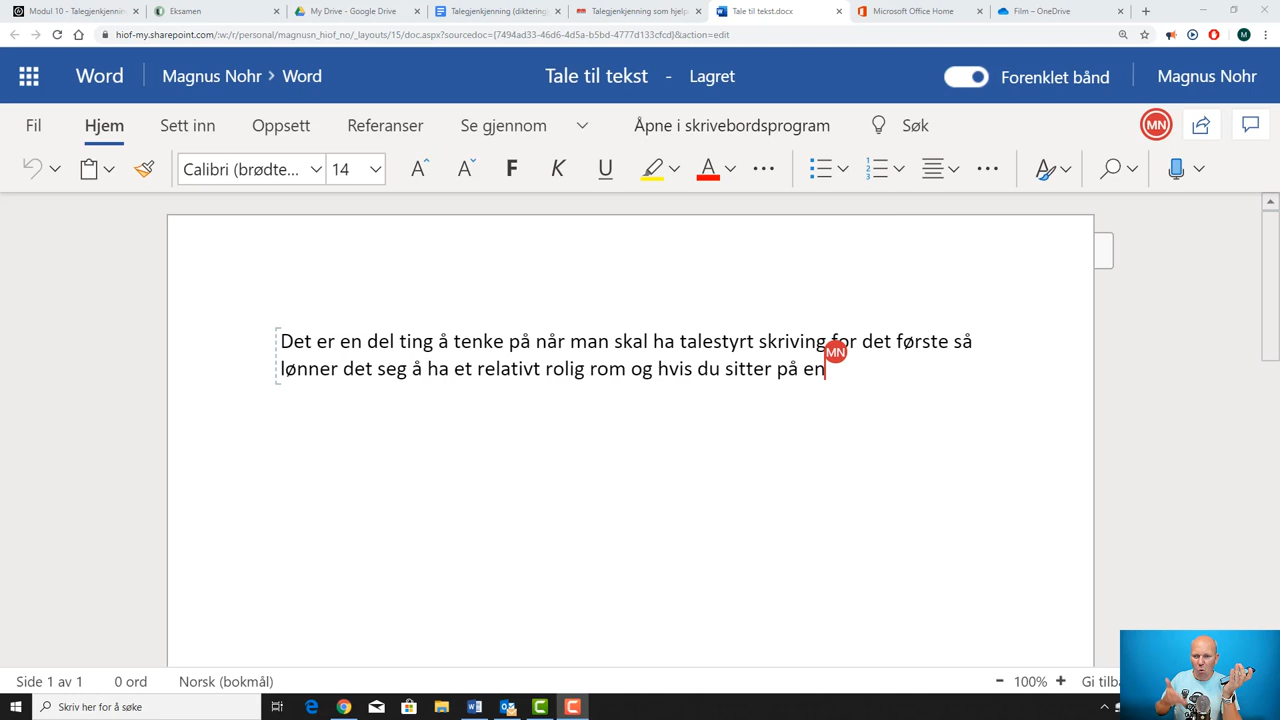 Modul 10 - Talegjenkjennin
Eksamen
My Drive - Google Drive
Talegjenkjenning (diktering
Talegjenkjenning som hjelp
Tale til tekst.docx
Microsoft Office Home
Film – OneDrive
hiof-my.sharepoint.com/:w:/r/personal/magnusn_hiof_no/_layouts/15/doc.aspx?sourcedoc={7494ad33-46d6-4d5a-b5bd-4777d133cfcd}&action=edit
Word Magnus Nohr > Word Tale til tekst - Lagret Forenklet bånd Magnus Nohr
Fil Hjem Sett inn Oppsett Referanser Se gjennom Åpne i skrivebordsprogram Søk MN
Calibri (brødte... 14 A A F K U A
Det er en del ting å tenke på når man skal ha talestyrt skriving for det første så
MN
lønner det seg å ha et relativt rolig rom og hvis du sitter på en
Side 1 av 1 0 ord Norsk (bokmål) - 100% + Gi tilb
Skriv her for å søke